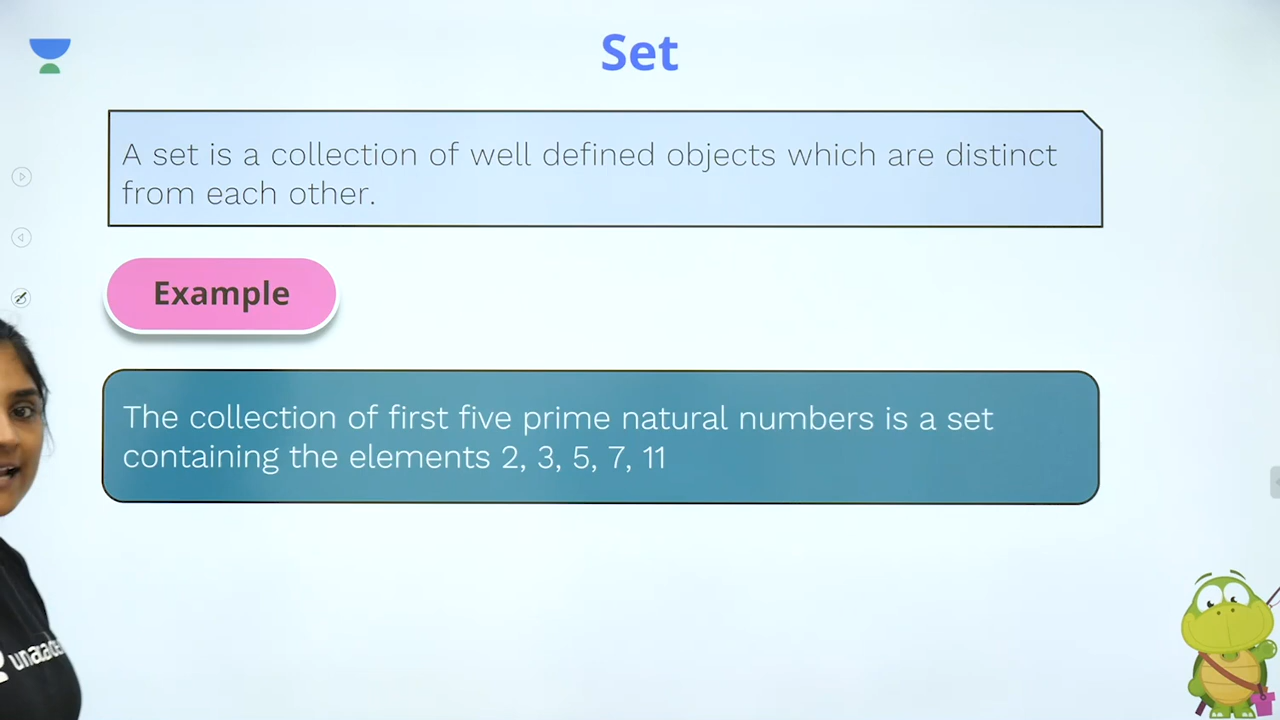 Set
A set is a collection of well defined objects which are distinct
from each other.
Example
The collection of first five prime natural numbers is a set
containing the elements 2, 3, 5, 7, 11